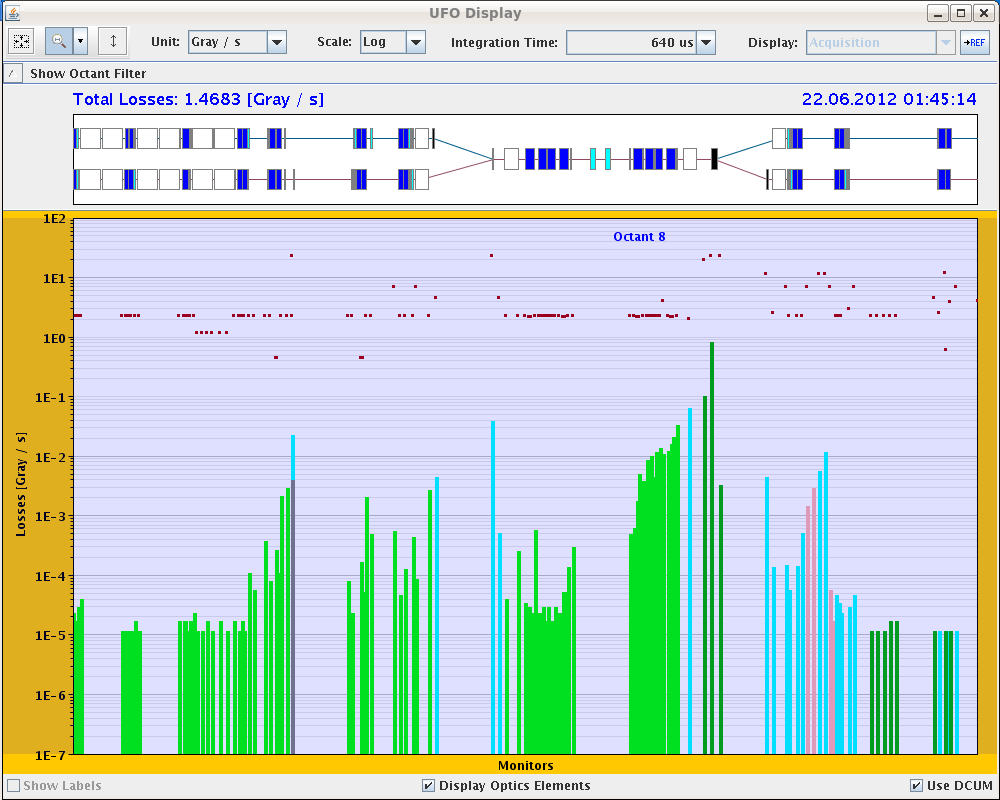 UFO Display
Unit: Gray / s Scale: Log Integration Time: 640 us Display: Acquisition →REF
Show Octant Filter
Total Losses: 1.4683 [Gray / s] 22.06.2012 01:45:14
Octant 8
1E2
1E1
1E0
1E-1
1E-2
1E-3
1E-4
1E-5
1E-6
1E-7
Losses [Gray / s]
Monitors
Show Labels Display Optics Elements Use DCUM